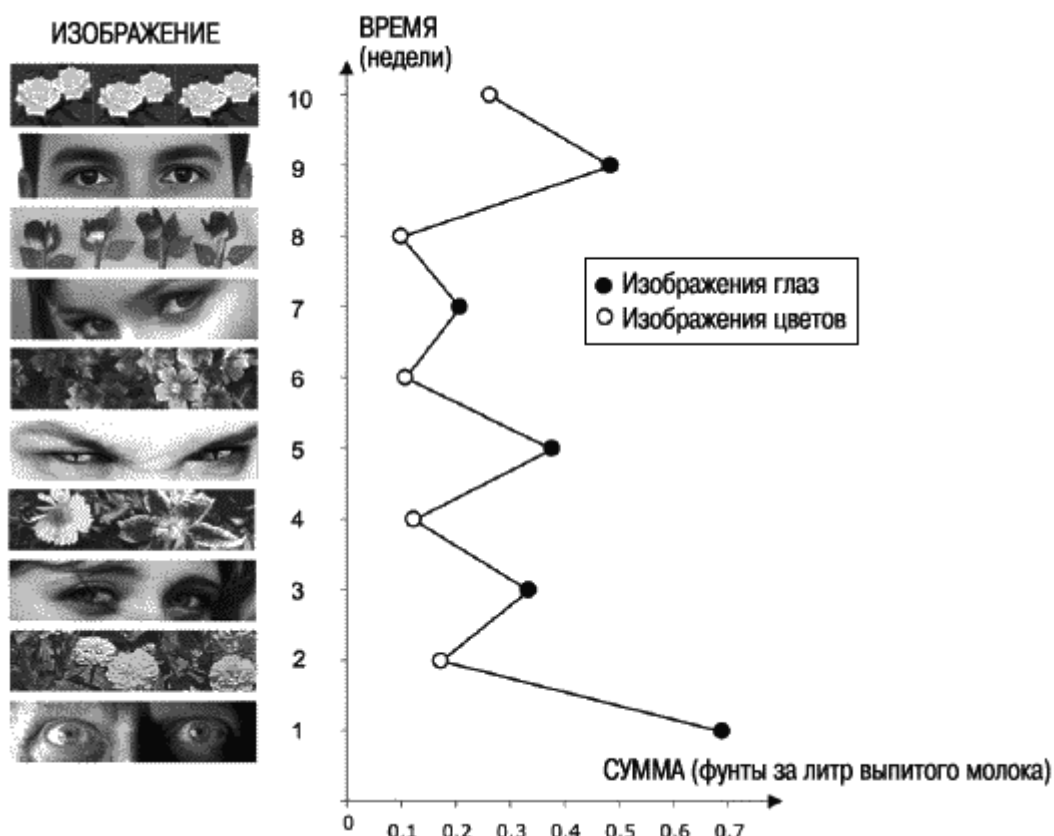 ИЗОБРАЖЕНИЕ
ВРЕМЯ
(недели)
10
9
8
7
6
5
4
3
2
1
● Изображения глаз
○ Изображения цветов
СУММА (фунты за литр выпитого молока)
0 0.1 0.2 0.3 0.4 0.5 0.6 0.7